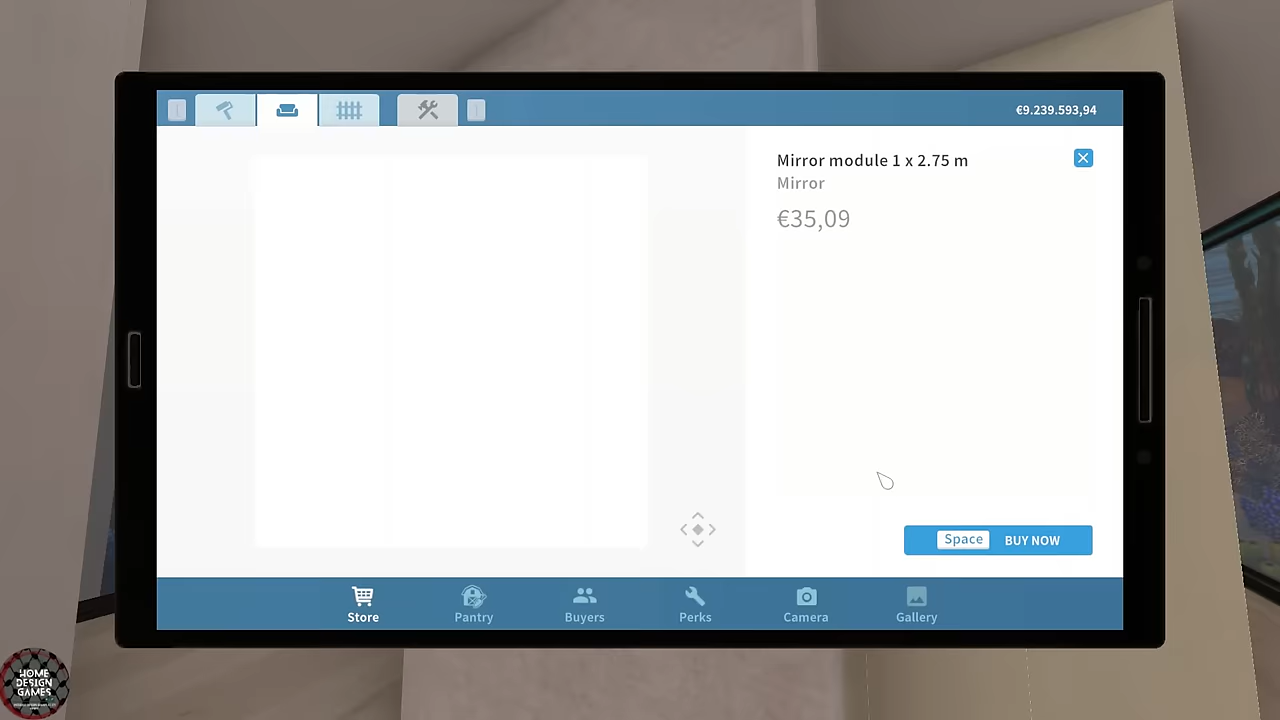 €9.239.593,94
Mirror module 1 x 2.75 m
Mirror
€35,09
Space BUY NOW
Store Pantry Buyers Perks Camera Gallery
HOME
DESIGN
GAMES